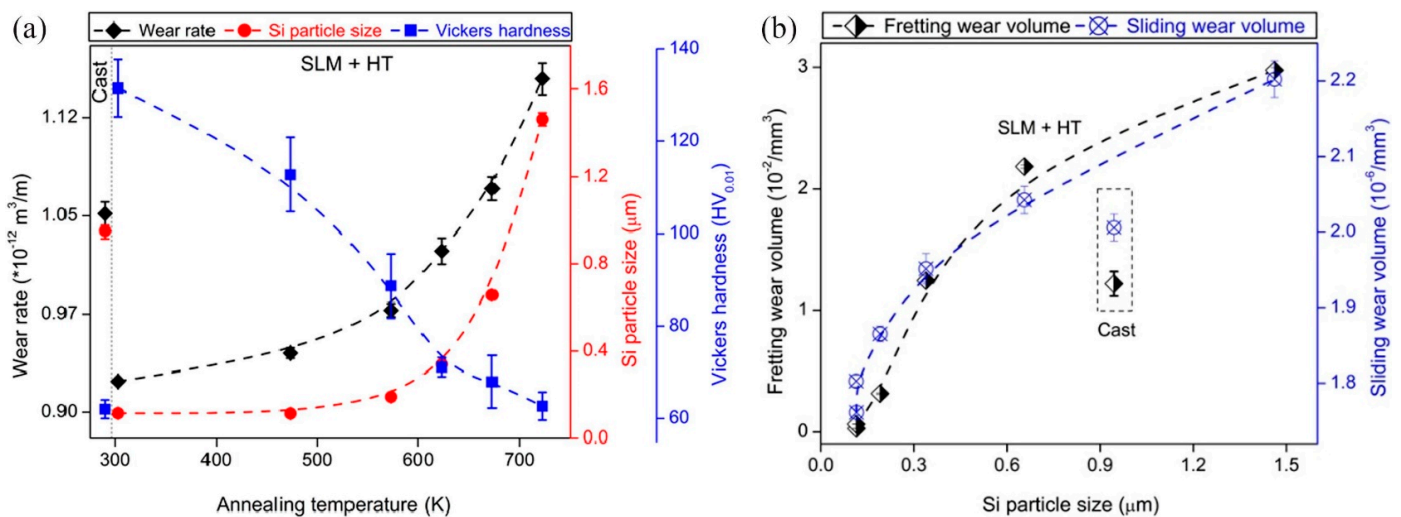 (a)
Wear rate Si particle size Vickers hardness
Cast
SLM + HT
Wear rate (*10⁻¹² m³/m)
1.12
1.05
0.97
0.90
300 400 500 600 700
Annealing temperature (K)
1.6
1.2
0.8
0.4
0.0
Si particle size (μm)
140
120
100
80
60
Vickers hardness (HV₀.₀₁)
(b)
Fretting wear volume Sliding wear volume
SLM + HT
Cast
Fretting wear volume (10⁻²/mm³)
3
2
1
0
0.0 0.3 0.6 0.9 1.2 1.5
Si particle size (μm)
2.2
2.1
2.0
1.9
1.8
Sliding wear volume (10⁻⁶/mm³)